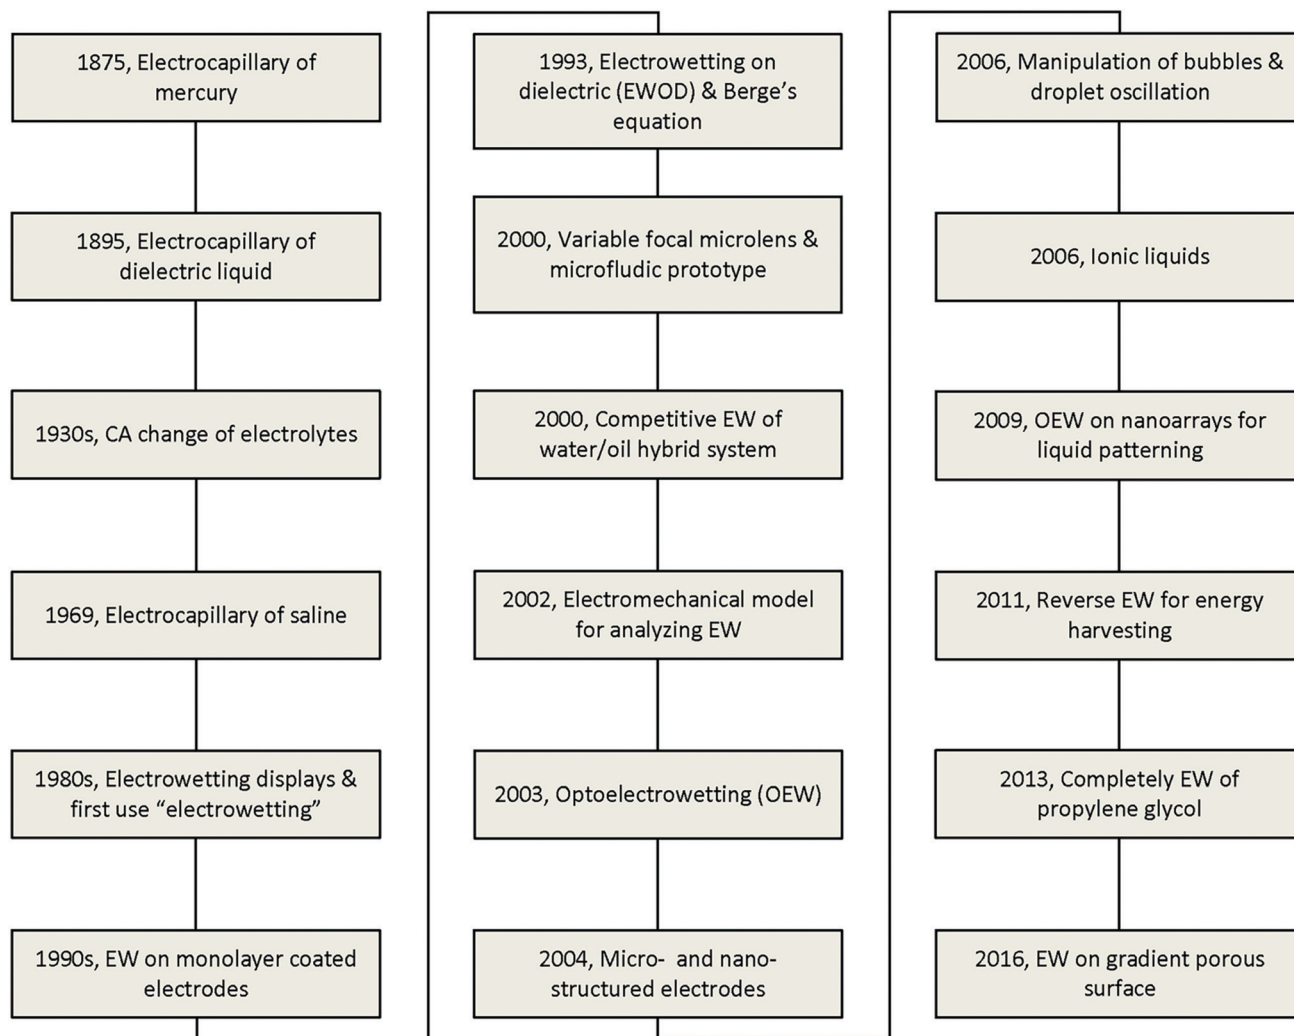 1875, Electrocapillary of
mercury
1895, Electrocapillary of
dielectric liquid
1930s, CA change of electrolytes
1969, Electrocapillary of saline
1980s, Electrowetting displays &
first use “electrowetting”
1990s, EW on monolayer coated
electrodes
1993, Electrowetting on
dielectric (EWOD) & Berge’s
equation
2000, Variable focal microlens &
microfludic prototype
2000, Competitive EW of
water/oil hybrid system
2002, Electromechanical model
for analyzing EW
2003, Optoelectrowetting (OEW)
2004, Micro- and nano-
structured electrodes
2006, Manipulation of bubbles &
droplet oscillation
2006, Ionic liquids
2009, OEW on nanoarrays for
liquid patterning
2011, Reverse EW for energy
harvesting
2013, Completely EW of
propylene glycol
2016, EW on gradient porous
surface